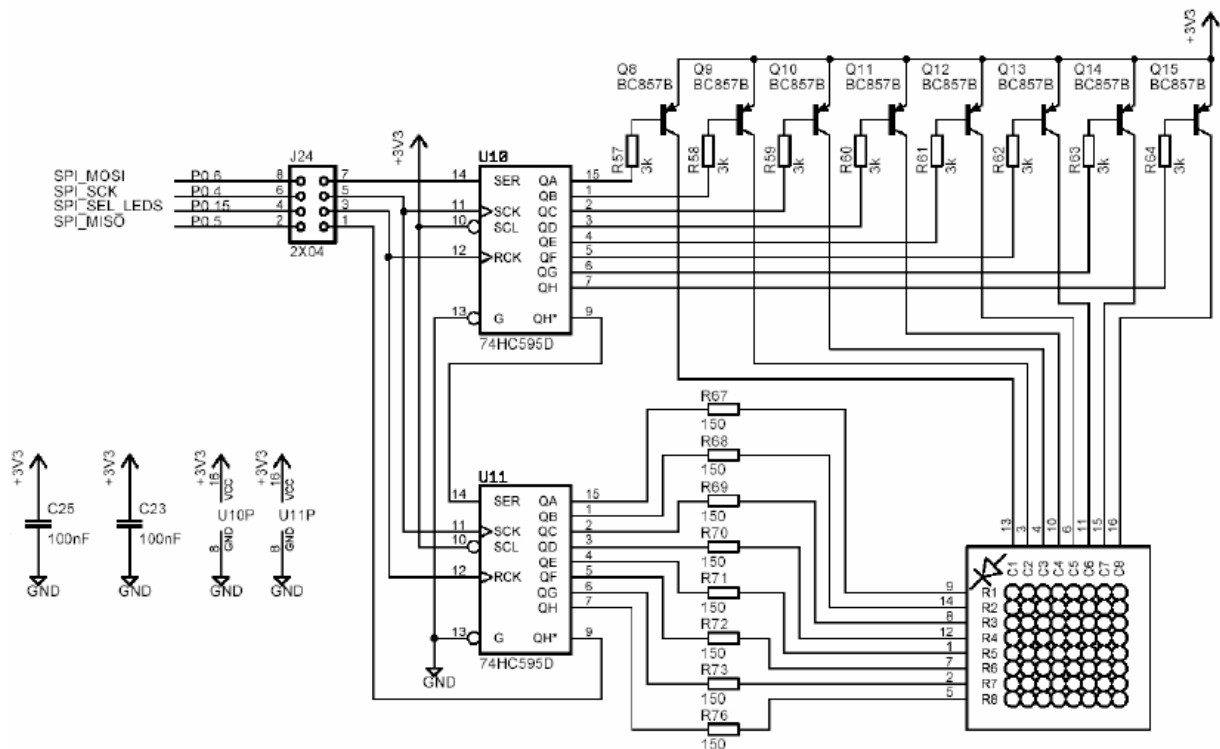 +3V3
Q8 Q9 Q10 Q11 Q12 Q13 Q14 Q15
BC857B BC857B BC857B BC857B BC857B BC857B BC857B BC857B
R57 R58 R59 R60 R61 R62 R63 R64
3k 3k 3k 3k 3k 3k 3k 3k
+3V3
J24
SPI_MOSI P0.6 8 7
SPI_SCK P0.4 6 5
SPI_SEL_LEDS P0.15 4 3
SPI_MISO P0.5 2 1
2X04
U10
14 SER QA 15
QB 1
11 SCK QC 2
10 SCL QD 3
QE 4
12 RCK QF 5
QG 6
QH 7
13 G QH* 9
74HC595D
R67
150
R68
150
R69
150
R70
150
R71
150
R72
150
R73
150
R76
150
U11
14 SER QA 15
QB 1
11 SCK QC 2
10 SCL QD 3
QE 4
12 RCK QF 5
QG 6
QH 7
13 G QH* 9
74HC595D
GND
+3V3 +3V3 +3V3 +3V3
C25 C23
100nF 100nF
16 VCC 16 VCC
U10P U11P
8 GND 8 GND
GND GND GND GND
13 3 4 10 6 11 15 16
C1 C2 C3 C4 C5 C6 C7 C8
9 R1
14 R2
8 R3
12 R4
1 R5
7 R6
2 R7
5 R8